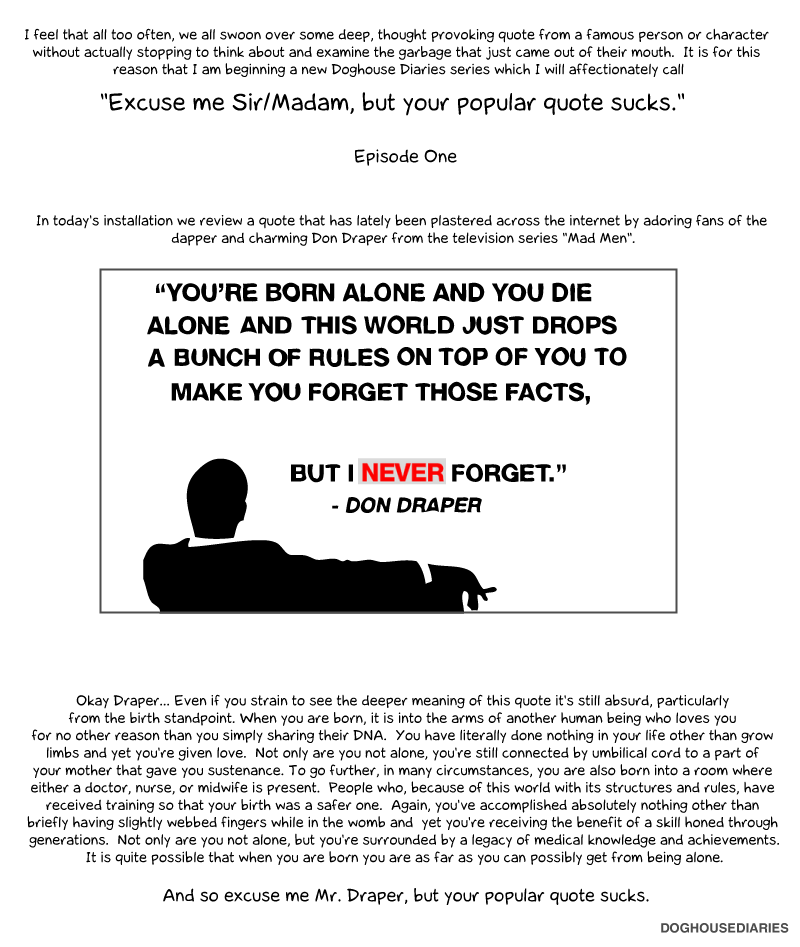 I feel that all too often, we all swoon over some deep, thought provoking quote from a famous person or character
without actually stopping to think about and examine the garbage that just came out of their mouth. It is for this
reason that I am beginning a new Doghouse Diaries series which I will affectionately call
"Excuse me Sir/Madam, but your popular quote sucks."
Episode One
In today's installation we review a quote that has lately been plastered across the internet by adoring fans of the
dapper and charming Don Draper from the television series "Mad Men".
“YOU’RE BORN ALONE AND YOU DIE
ALONE AND THIS WORLD JUST DROPS
A BUNCH OF RULES ON TOP OF YOU TO
MAKE YOU FORGET THOSE FACTS,
BUT I NEVER FORGET.”
- DON DRAPER
Okay Draper... Even if you strain to see the deeper meaning of this quote it's still absurd, particularly
from the birth standpoint. When you are born, it is into the arms of another human being who loves you
for no other reason than you simply sharing their DNA. You have literally done nothing in your life other than grow
limbs and yet you're given love. Not only are you not alone, you're still connected by umbilical cord to a part of
your mother that gave you sustenance. To go further, in many circumstances, you are also born into a room where
either a doctor, nurse, or midwife is present. People who, because of this world with its structures and rules, have
received training so that your birth was a safer one. Again, you've accomplished absolutely nothing other than
briefly having slightly webbed fingers while in the womb and yet you're receiving the benefit of a skill honed through
generations. Not only are you not alone, but you're surrounded by a legacy of medical knowledge and achievements.
It is quite possible that when you are born you are as far as you can possibly get from being alone.
And so excuse me Mr. Draper, but your popular quote sucks.
DOGHOUSEDIARIES